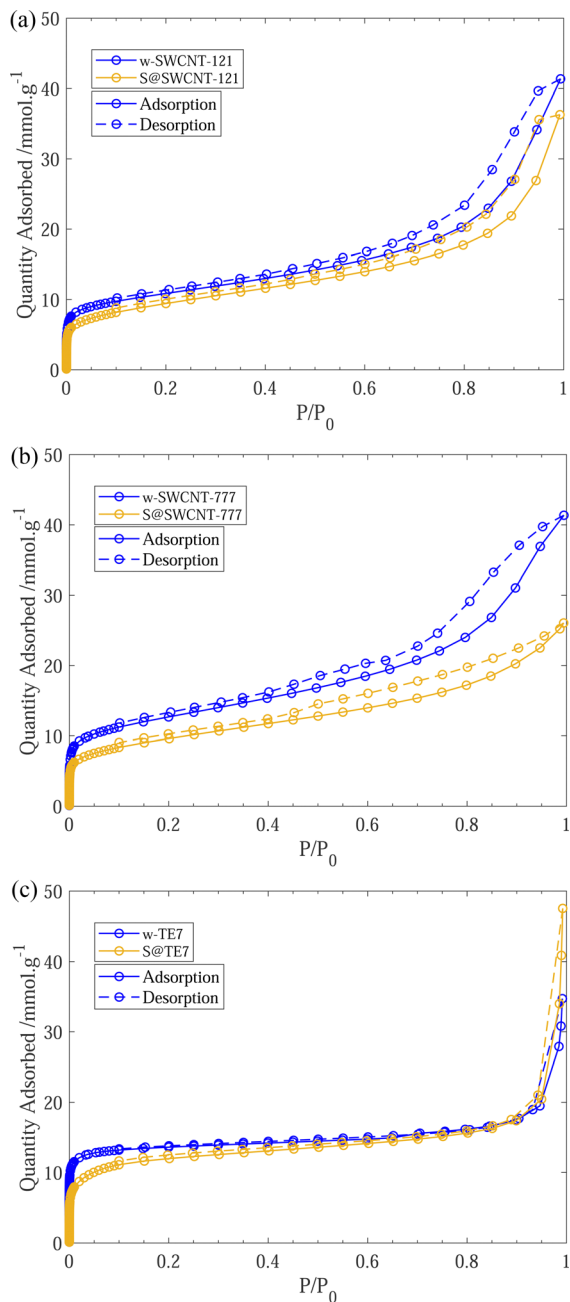 (a)
50
40
30
20
10
0
Quantity Adsorbed /mmol.g⁻¹
w-SWCNT-121
S@SWCNT-121
Adsorption
Desorption
0 0.2 0.4 0.6 0.8 1
P/P₀
(b)
50
40
30
20
10
0
Quantity Adsorbed /mmol.g⁻¹
w-SWCNT-777
S@SWCNT-777
Adsorption
Desorption
0 0.2 0.4 0.6 0.8 1
P/P₀
(c)
50
40
30
20
10
0
Quantity Adsorbed /mmol.g⁻¹
w-TE7
S@TE7
Adsorption
Desorption
0 0.2 0.4 0.6 0.8 1
P/P₀